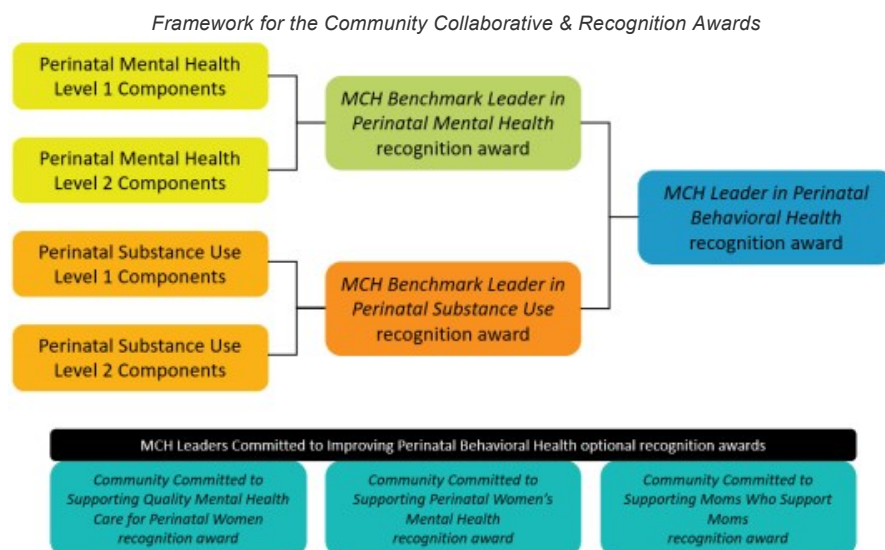 Framework for the Community Collaborative & Recognition Awards
Perinatal Mental Health
Level 1 Components
Perinatal Mental Health
Level 2 Components
Perinatal Substance Use
Level 1 Components
Perinatal Substance Use
Level 2 Components
MCH Benchmark Leader in
Perinatal Mental Health
recognition award
MCH Benchmark Leader in
Perinatal Substance Use
recognition award
MCH Leader in Perinatal
Behavioral Health
recognition award
MCH Leaders Committed to Improving Perinatal Behavioral Health optional recognition awards
Community Committed to
Supporting Quality Mental Health
Care for Perinatal Women
recognition award
Community Committed to
Supporting Perinatal Women's
Mental Health
recognition award
Community Committed to
Supporting Moms Who Support
Moms
recognition award